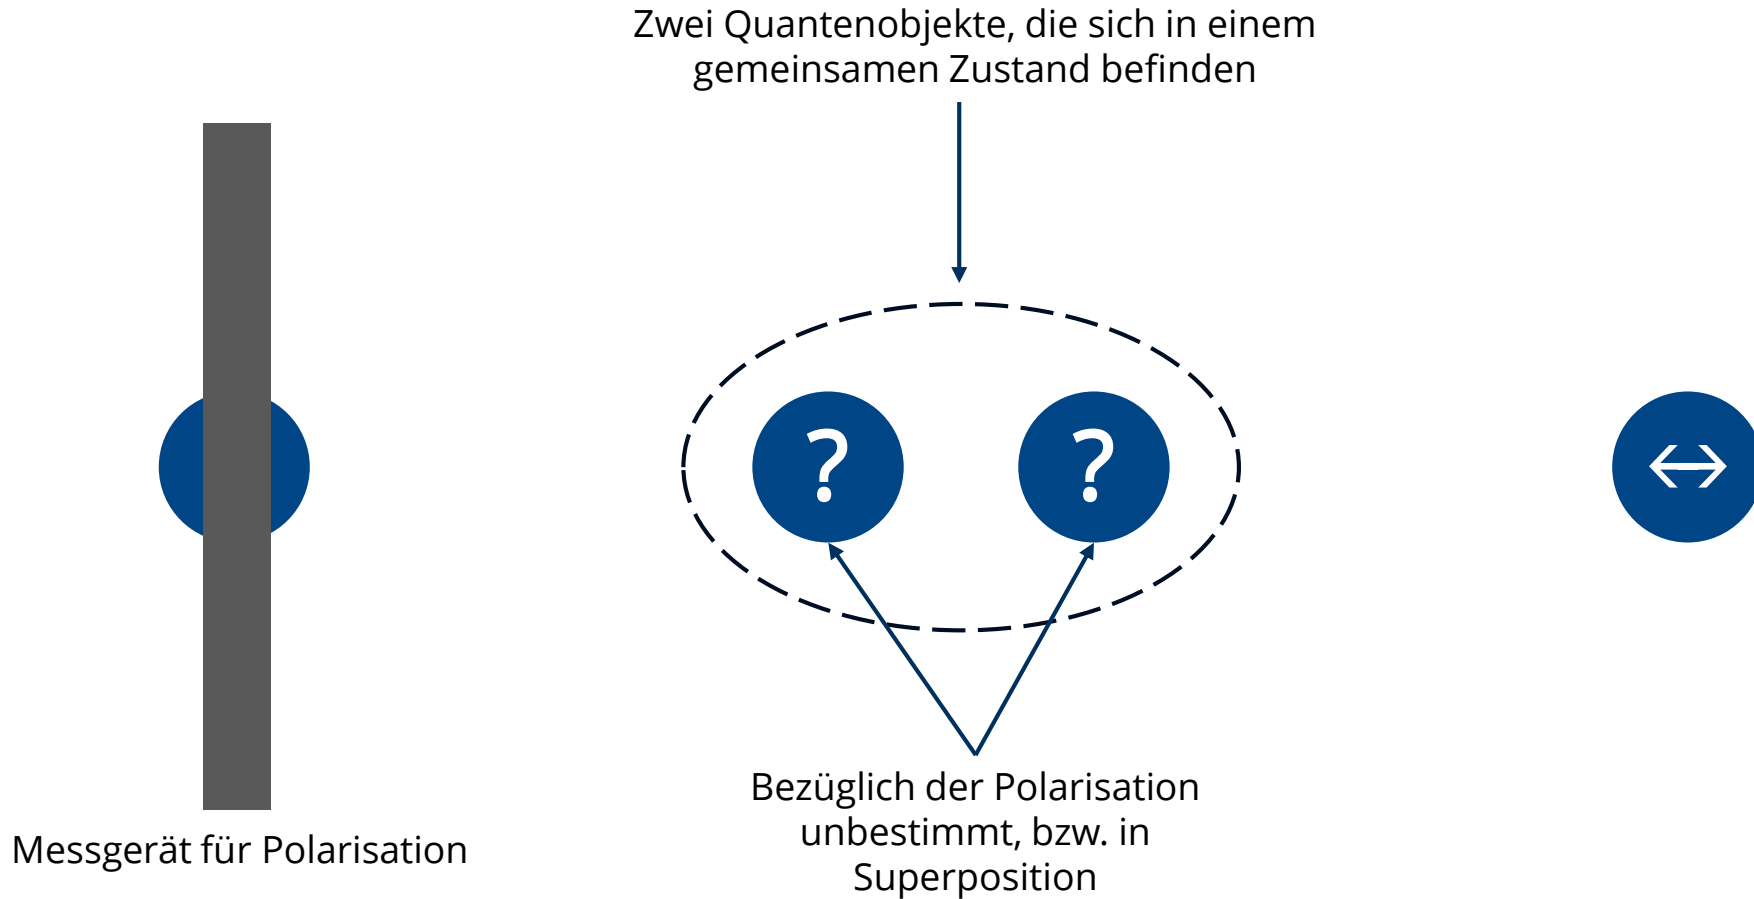 Zwei Quantenobjekte, die sich in einem
gemeinsamen Zustand befinden
?
?
↔
Bezüglich der Polarisation
unbestimmt, bzw. in
Superposition
Messgerät für Polarisation